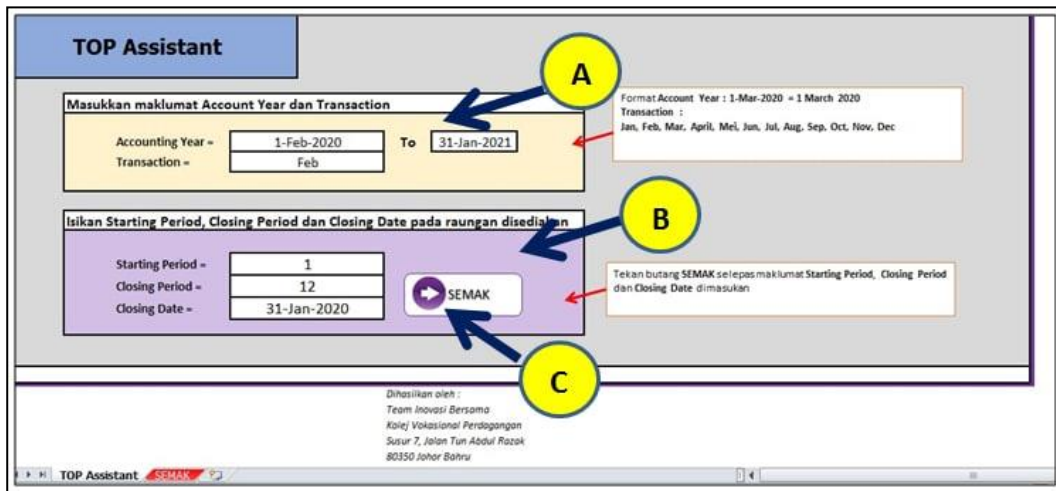 TOP Assistant
A
Masukkan maklumat Account Year dan Transaction
Accounting Year = 1-Feb-2020 To 31-Jan-2021
Transaction = Feb
Format Account Year : 1-Mar-2020 = 1 March 2020
Transaction :
Jan, Feb, Mar, April, Mei, Jun, Jul, Aug, Sep, Oct, Nov, Dec
Isikan Starting Period, Closing Period dan Closing Date pada raungan
B
Starting Period = 1
Closing Period = 12
Closing Date = 31-Jan-2020
SEMAK
Tekan butang SEMAK selepas maklumat Starting Period, Closing Period
dan Closing Date dimasukan
C
Dihasilkan oleh :
Team Inovasi Bersama
Kolej Vokasional Perdagangan
Susur 7, Jalan Tun Abdul Razak
80350 Johor Bahru
TOP Assistant SEMAK